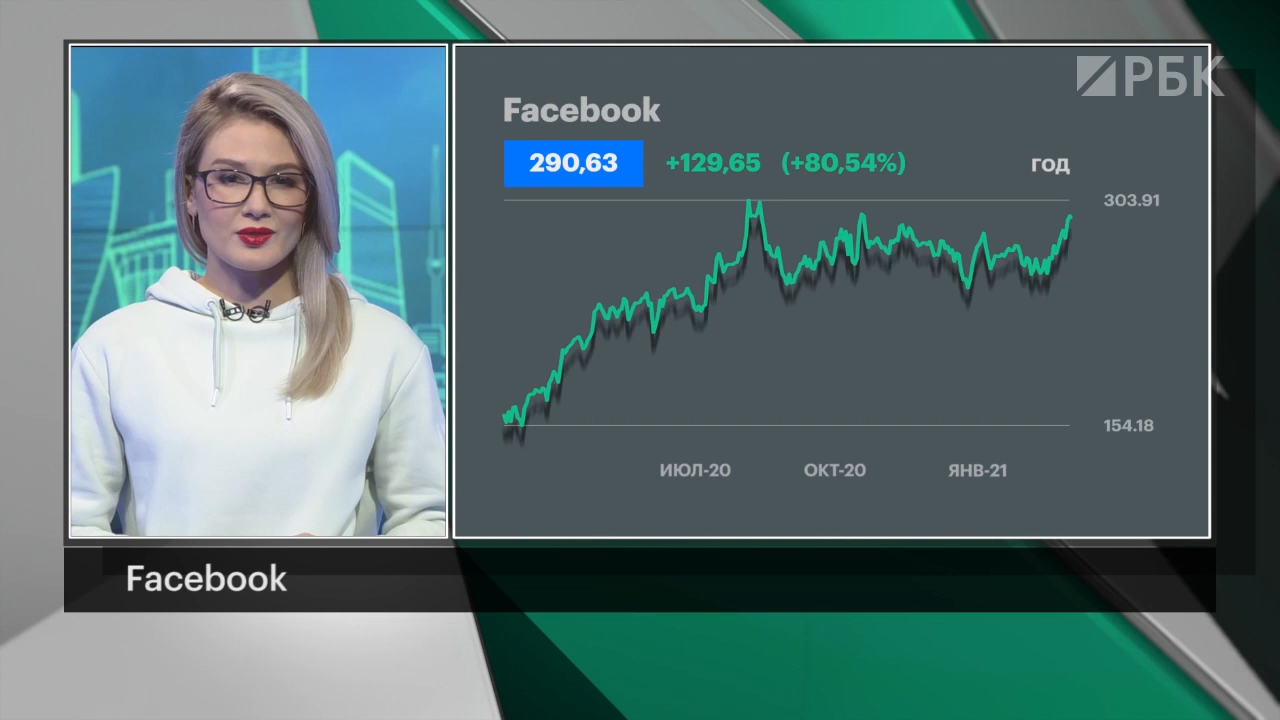 РБК
Facebook
290,63 +129,65 (+80,54%) год
303.91
154.18
ИЮЛ-20 ОКТ-20 ЯНВ-21
Facebook